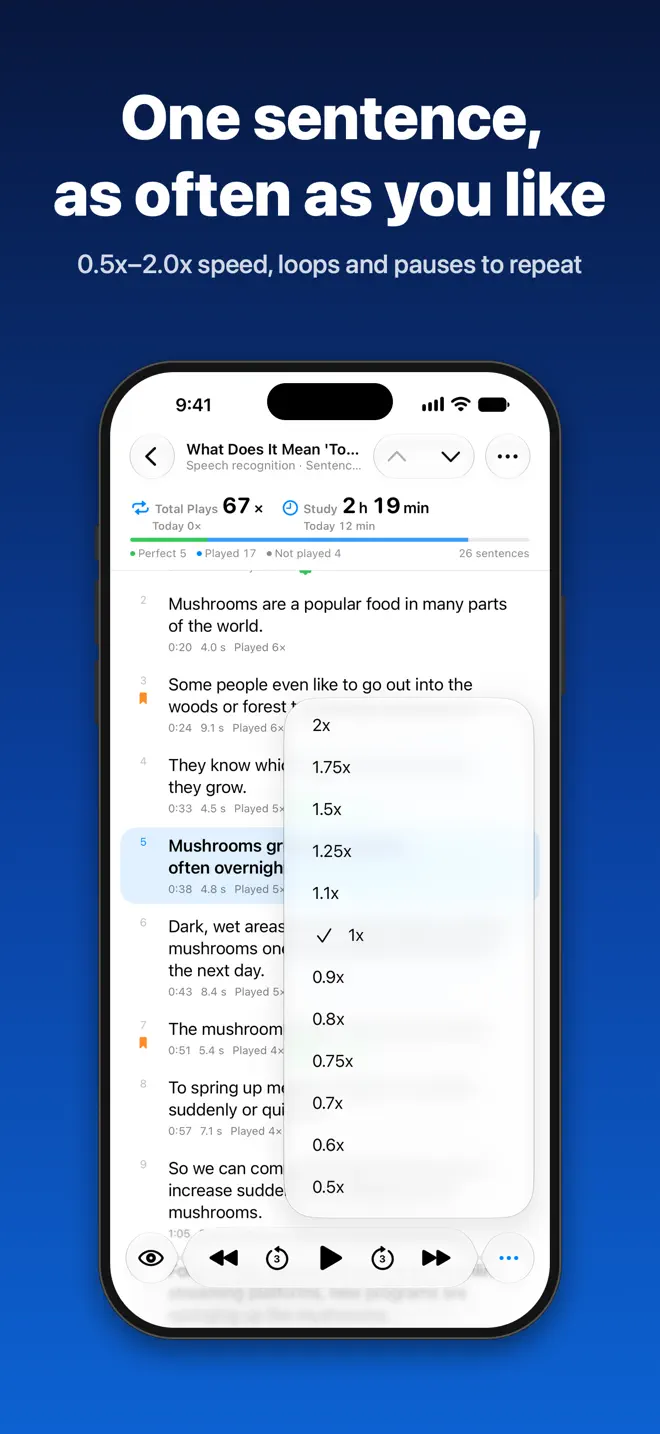 One sentence,
as often as you like
0.5x–2.0x speed, loops and pauses to repeat
9:41
What Does It Mean 'To...
Speech recognition · Sentenc...
Total Plays 67 ×
Today 0×
Study 2 h 19 min
Today 12 min
Perfect 5 Played 17 Not played 4 26 sentences
2
Mushrooms are a popular food in many parts
of the world.
0:20 4.0 s Played 6×
3
Some people even like to go out into the
woods or forest
0:24 9.1 s Played 6×
4
They know
they grow.
0:33 4.5 s Played 5×
5
Mushrooms
often
0:38 4.8 s Played 5×
6
Dark, wet areas
mushrooms
the next day.
0:43 8.4 s Played 5×
7
The
0:51 5.4 s Played 4×
8
To spring up
suddenly or
0:57 7.1 s Played 4×
9
So we can
increase
mushrooms.
1:05
2x
1.75x
1.5x
1.25x
1.1x
1x
0.9x
0.8x
0.75x
0.7x
0.6x
0.5x
3
3